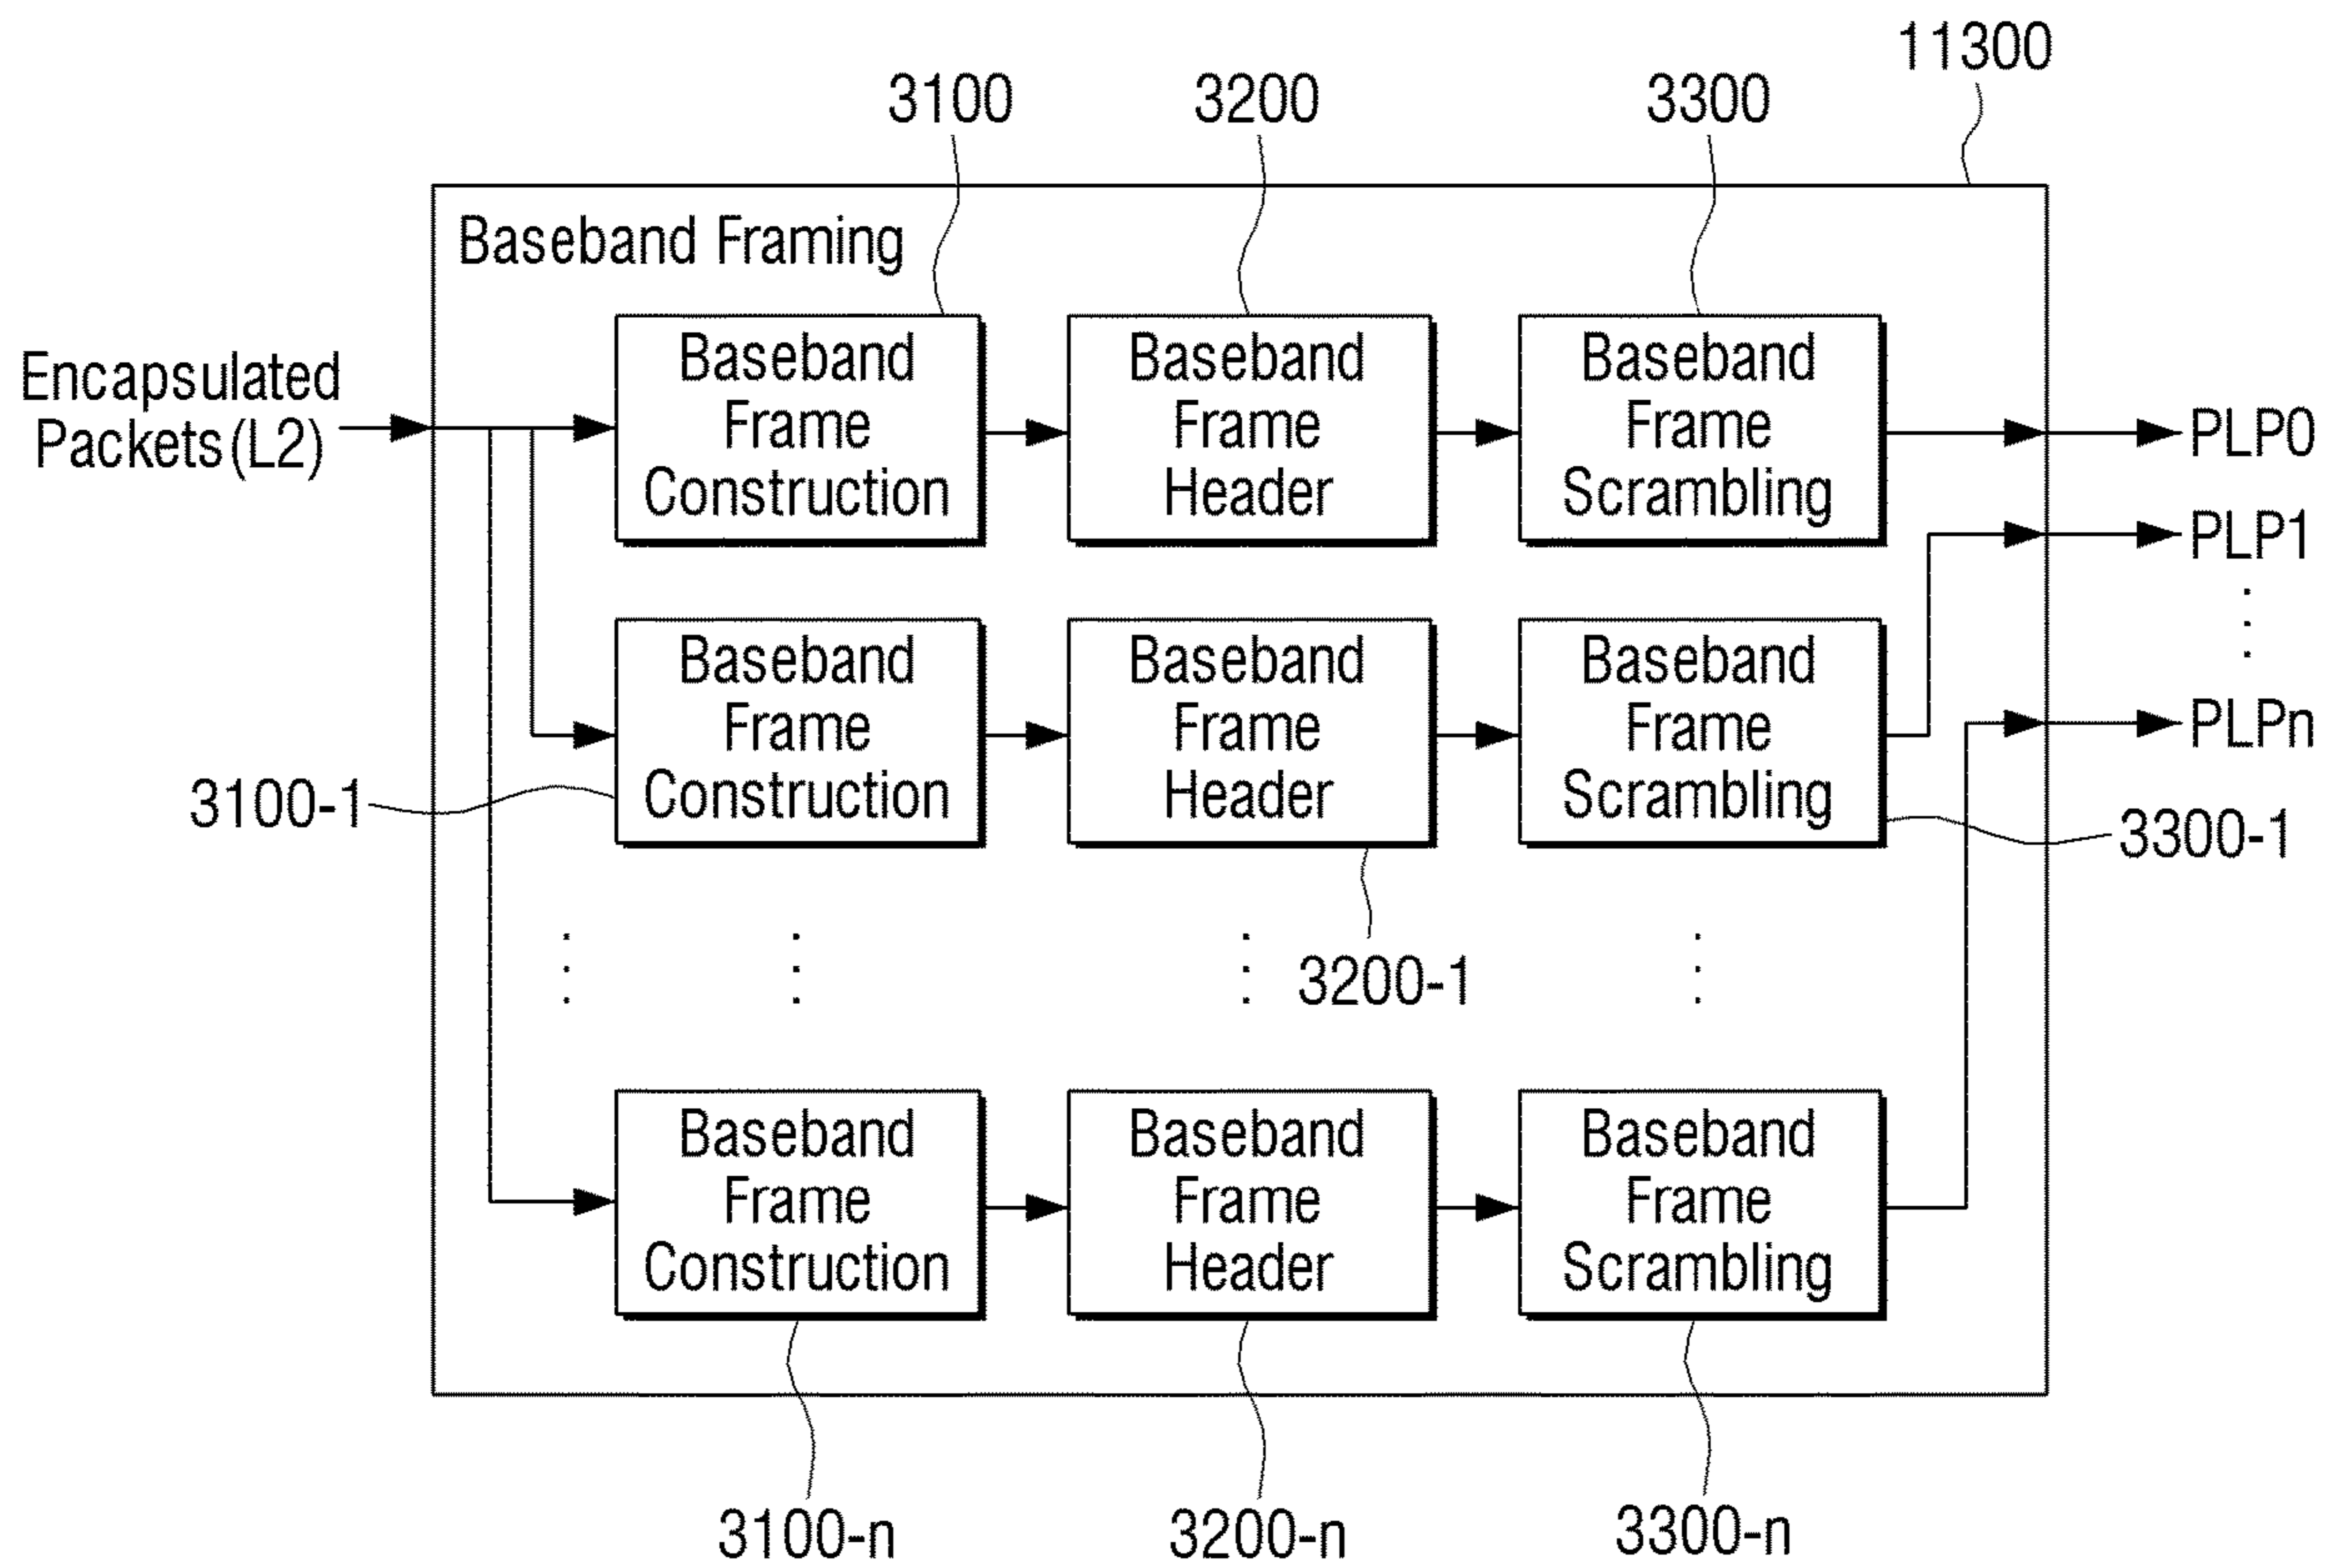 11300
3100
3200
3300
Baseband Framing
Encapsulated
Packets(L2)
Baseband
Frame
Construction
Baseband
Frame
Header
Baseband
Frame
Scrambling
PLP0
PLP1
PLPn
Baseband
Frame
Construction
Baseband
Frame
Header
Baseband
Frame
Scrambling
3100-1
3300-1
3200-1
Baseband
Frame
Construction
Baseband
Frame
Header
Baseband
Frame
Scrambling
3100-n
3200-n
3300-n